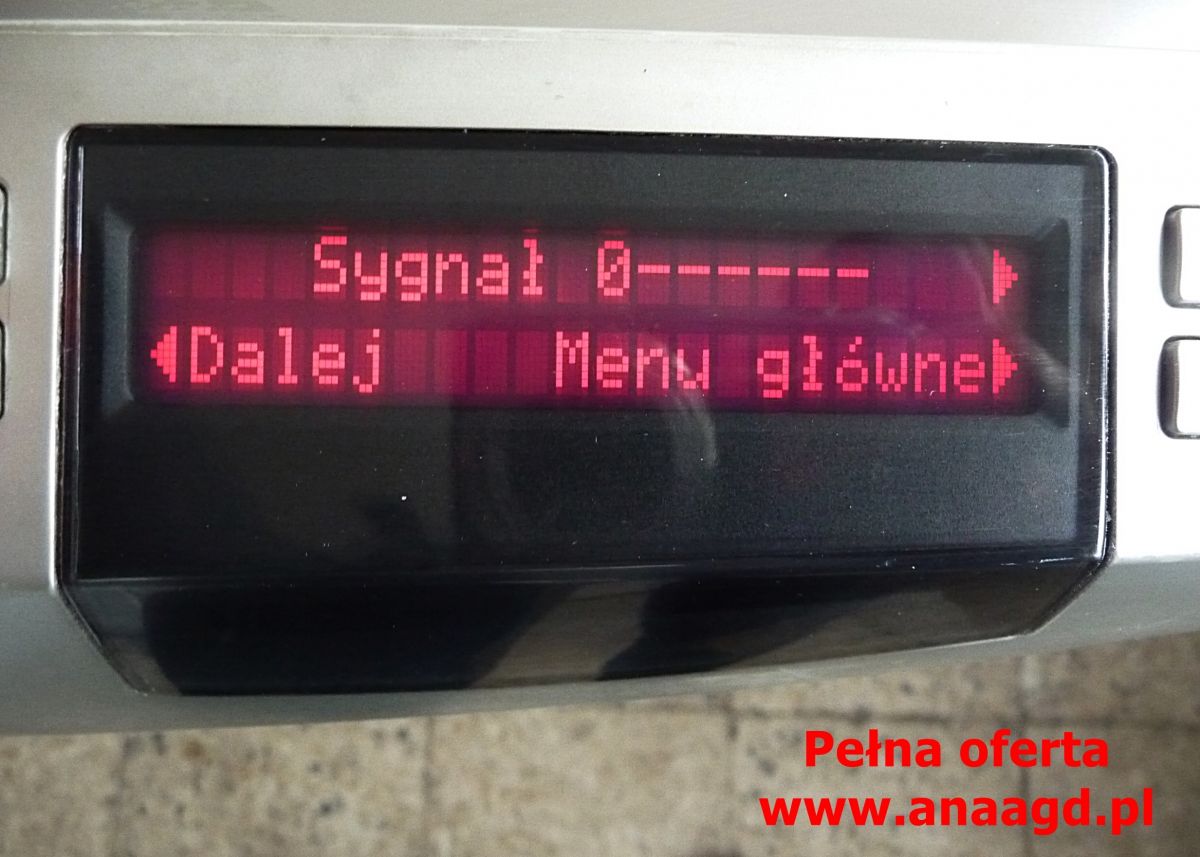 Sygnał 0------
Dalej Menu główne
Pełna oferta
www.anaagd.pl